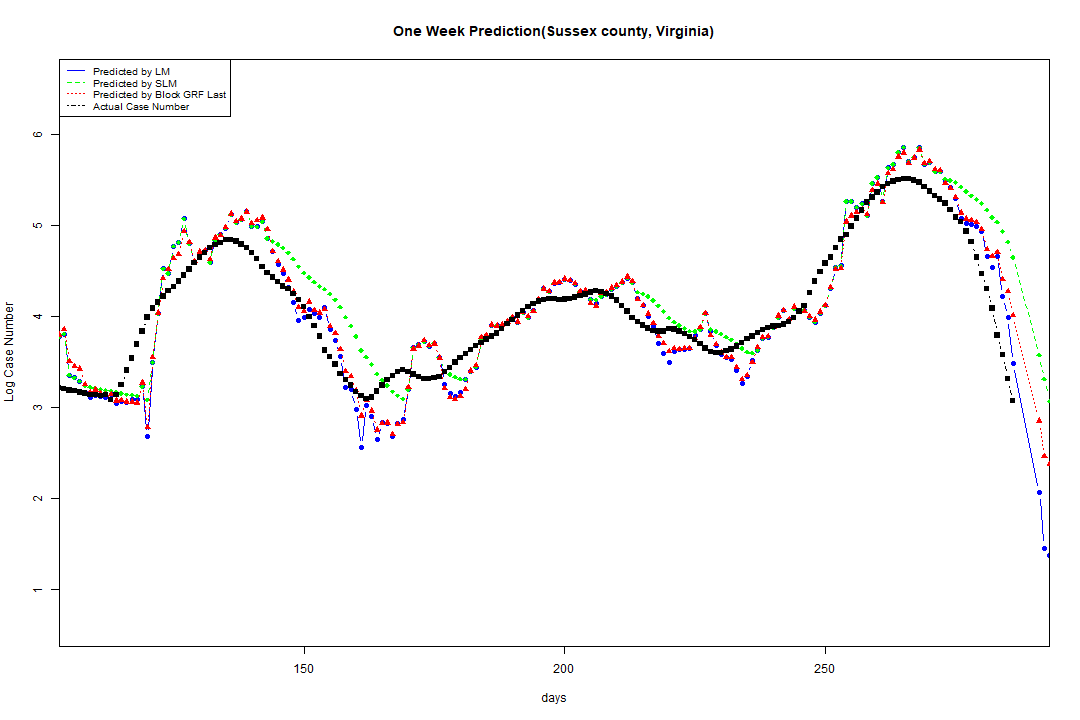 One Week Prediction(Sussex county, Virginia)
Predicted by LM
Predicted by SLM
Predicted by Block GRF Last
Actual Case Number
Log Case Number
6
5
4
3
2
1
150
200
250
days